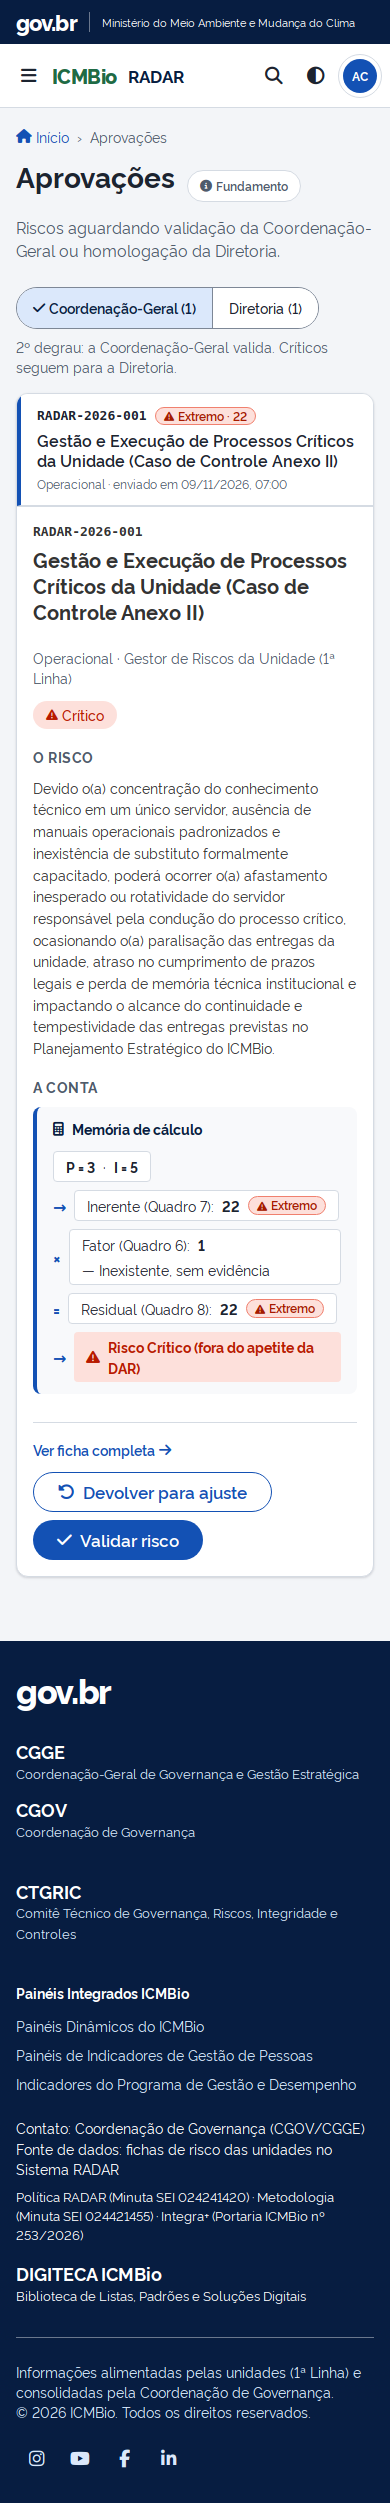 gov.br
Ministério do Meio Ambiente e Mudança do Clima
ICMBio RADAR
AC
Início › Aprovações
Aprovações
Fundamento
Riscos aguardando validação da Coordenação-
Geral ou homologação da Diretoria.
Coordenação-Geral (1)
Diretoria (1)
2º degrau: a Coordenação-Geral valida. Críticos
seguem para a Diretoria.
RADAR-2026-001
Extremo · 22
Gestão e Execução de Processos Críticos
da Unidade (Caso de Controle Anexo II)
Operacional · enviado em 09/11/2026, 07:00
RADAR-2026-001
Gestão e Execução de Processos
Críticos da Unidade (Caso de
Controle Anexo II)
Operacional · Gestor de Riscos da Unidade (1ª
Linha)
Crítico
O RISCO
Devido o(a) concentração do conhecimento
técnico em um único servidor, ausência de
manuais operacionais padronizados e
inexistência de substituto formalmente
capacitado, poderá ocorrer o(a) afastamento
inesperado ou rotatividade do servidor
responsável pela condução do processo crítico,
ocasionando o(a) paralisação das entregas da
unidade, atraso no cumprimento de prazos
legais e perda de memória técnica institucional e
impactando o alcance do continuidade e
tempestividade das entregas previstas no
Planejamento Estratégico do ICMBio.
A CONTA
Memória de cálculo
P = 3 · I = 5
→ Inerente (Quadro 7): 22 Extremo
× Fator (Quadro 6): 1
— Inexistente, sem evidência
= Residual (Quadro 8): 22 Extremo
→ Risco Crítico (fora do apetite da
DAR)
Ver ficha completa →
Devolver para ajuste
Validar risco
gov.br
CGGE
Coordenação-Geral de Governança e Gestão Estratégica
CGOV
Coordenação de Governança
CTGRIC
Comitê Técnico de Governança, Riscos, Integridade e
Controles
Painéis Integrados ICMBio
Painéis Dinâmicos do ICMBio
Painéis de Indicadores de Gestão de Pessoas
Indicadores do Programa de Gestão e Desempenho
Contato: Coordenação de Governança (CGOV/CGGE)
Fonte de dados: fichas de risco das unidades no
Sistema RADAR
Política RADAR (Minuta SEI 024241420) · Metodologia
(Minuta SEI 024421455) · Integra+ (Portaria ICMBio nº
253/2026)
DIGITECA ICMBio
Biblioteca de Listas, Padrões e Soluções Digitais
Informações alimentadas pelas unidades (1ª Linha) e
consolidadas pela Coordenação de Governança.
© 2026 ICMBio. Todos os direitos reservados.